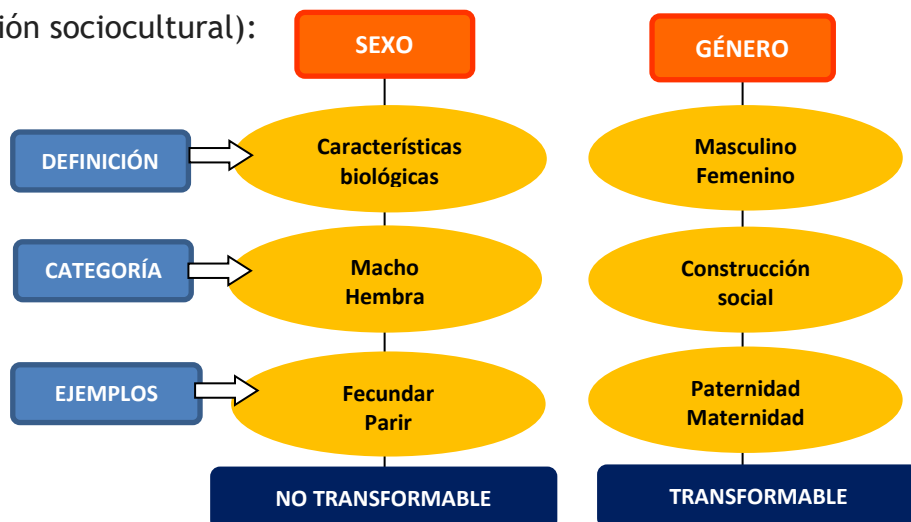 ión sociocultural):
SEXO
GÉNERO
DEFINICIÓN
Características
biológicas
Masculino
Femenino
CATEGORÍA
Macho
Hembra
Construcción
social
EJEMPLOS
Fecundar
Parir
Paternidad
Maternidad
NO TRANSFORMABLE
TRANSFORMABLE